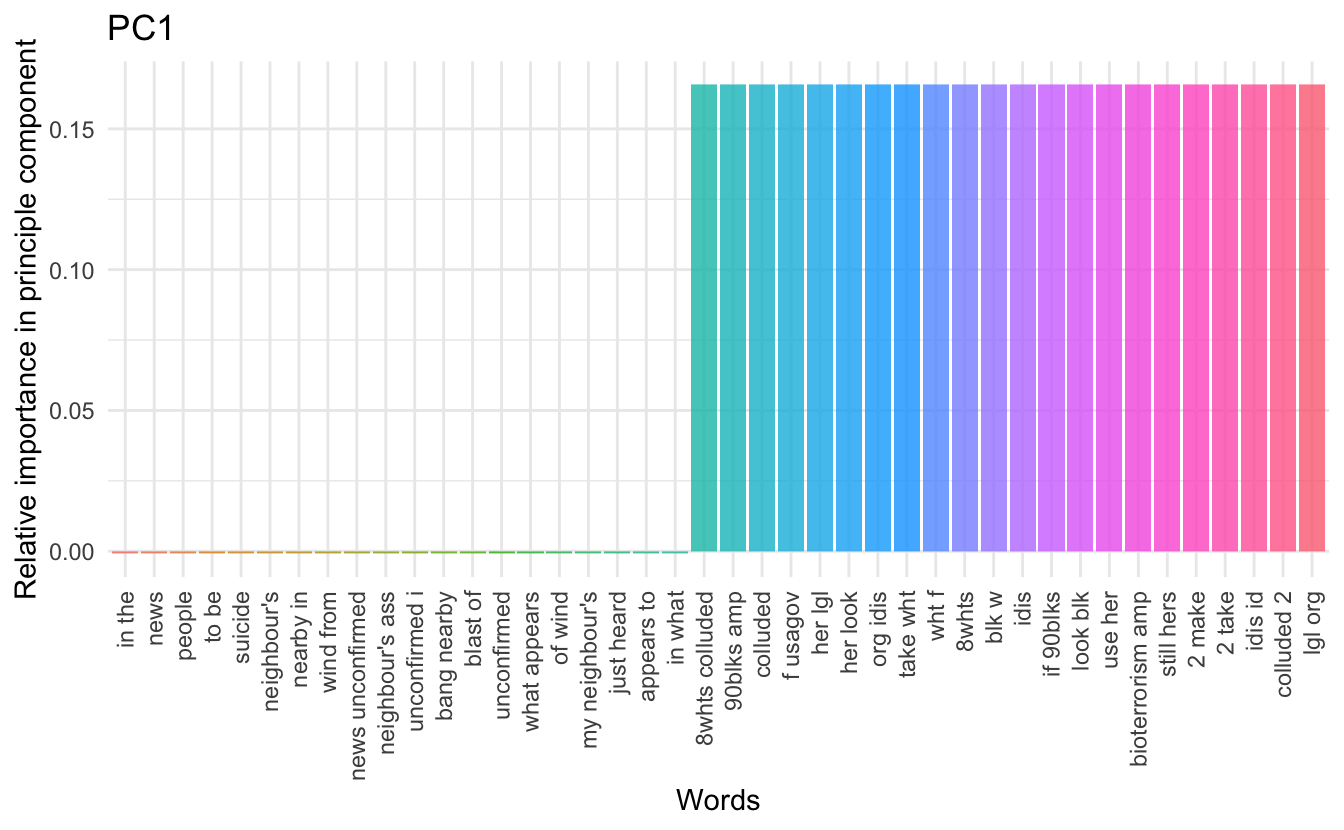 PC1
Relative importance in principle component
0.15
0.10
0.05
0.00
in the
news
people
to be
suicide
neighbour's
nearby in
wind from
news unconfirmed
neighbour's ass
unconfirmed i
bang nearby
blast of
unconfirmed
what appears
of wind
my neighbour's
just heard
appears to
in what
8whts colluded
90blks amp
colluded
f usagov
her lgl
her look
org idis
take wht
wht f
8whts
blk w
idis
if 90blks
look blk
use her
bioterrorism amp
still hers
2 make
2 take
idis id
colluded 2
lgl org
Words